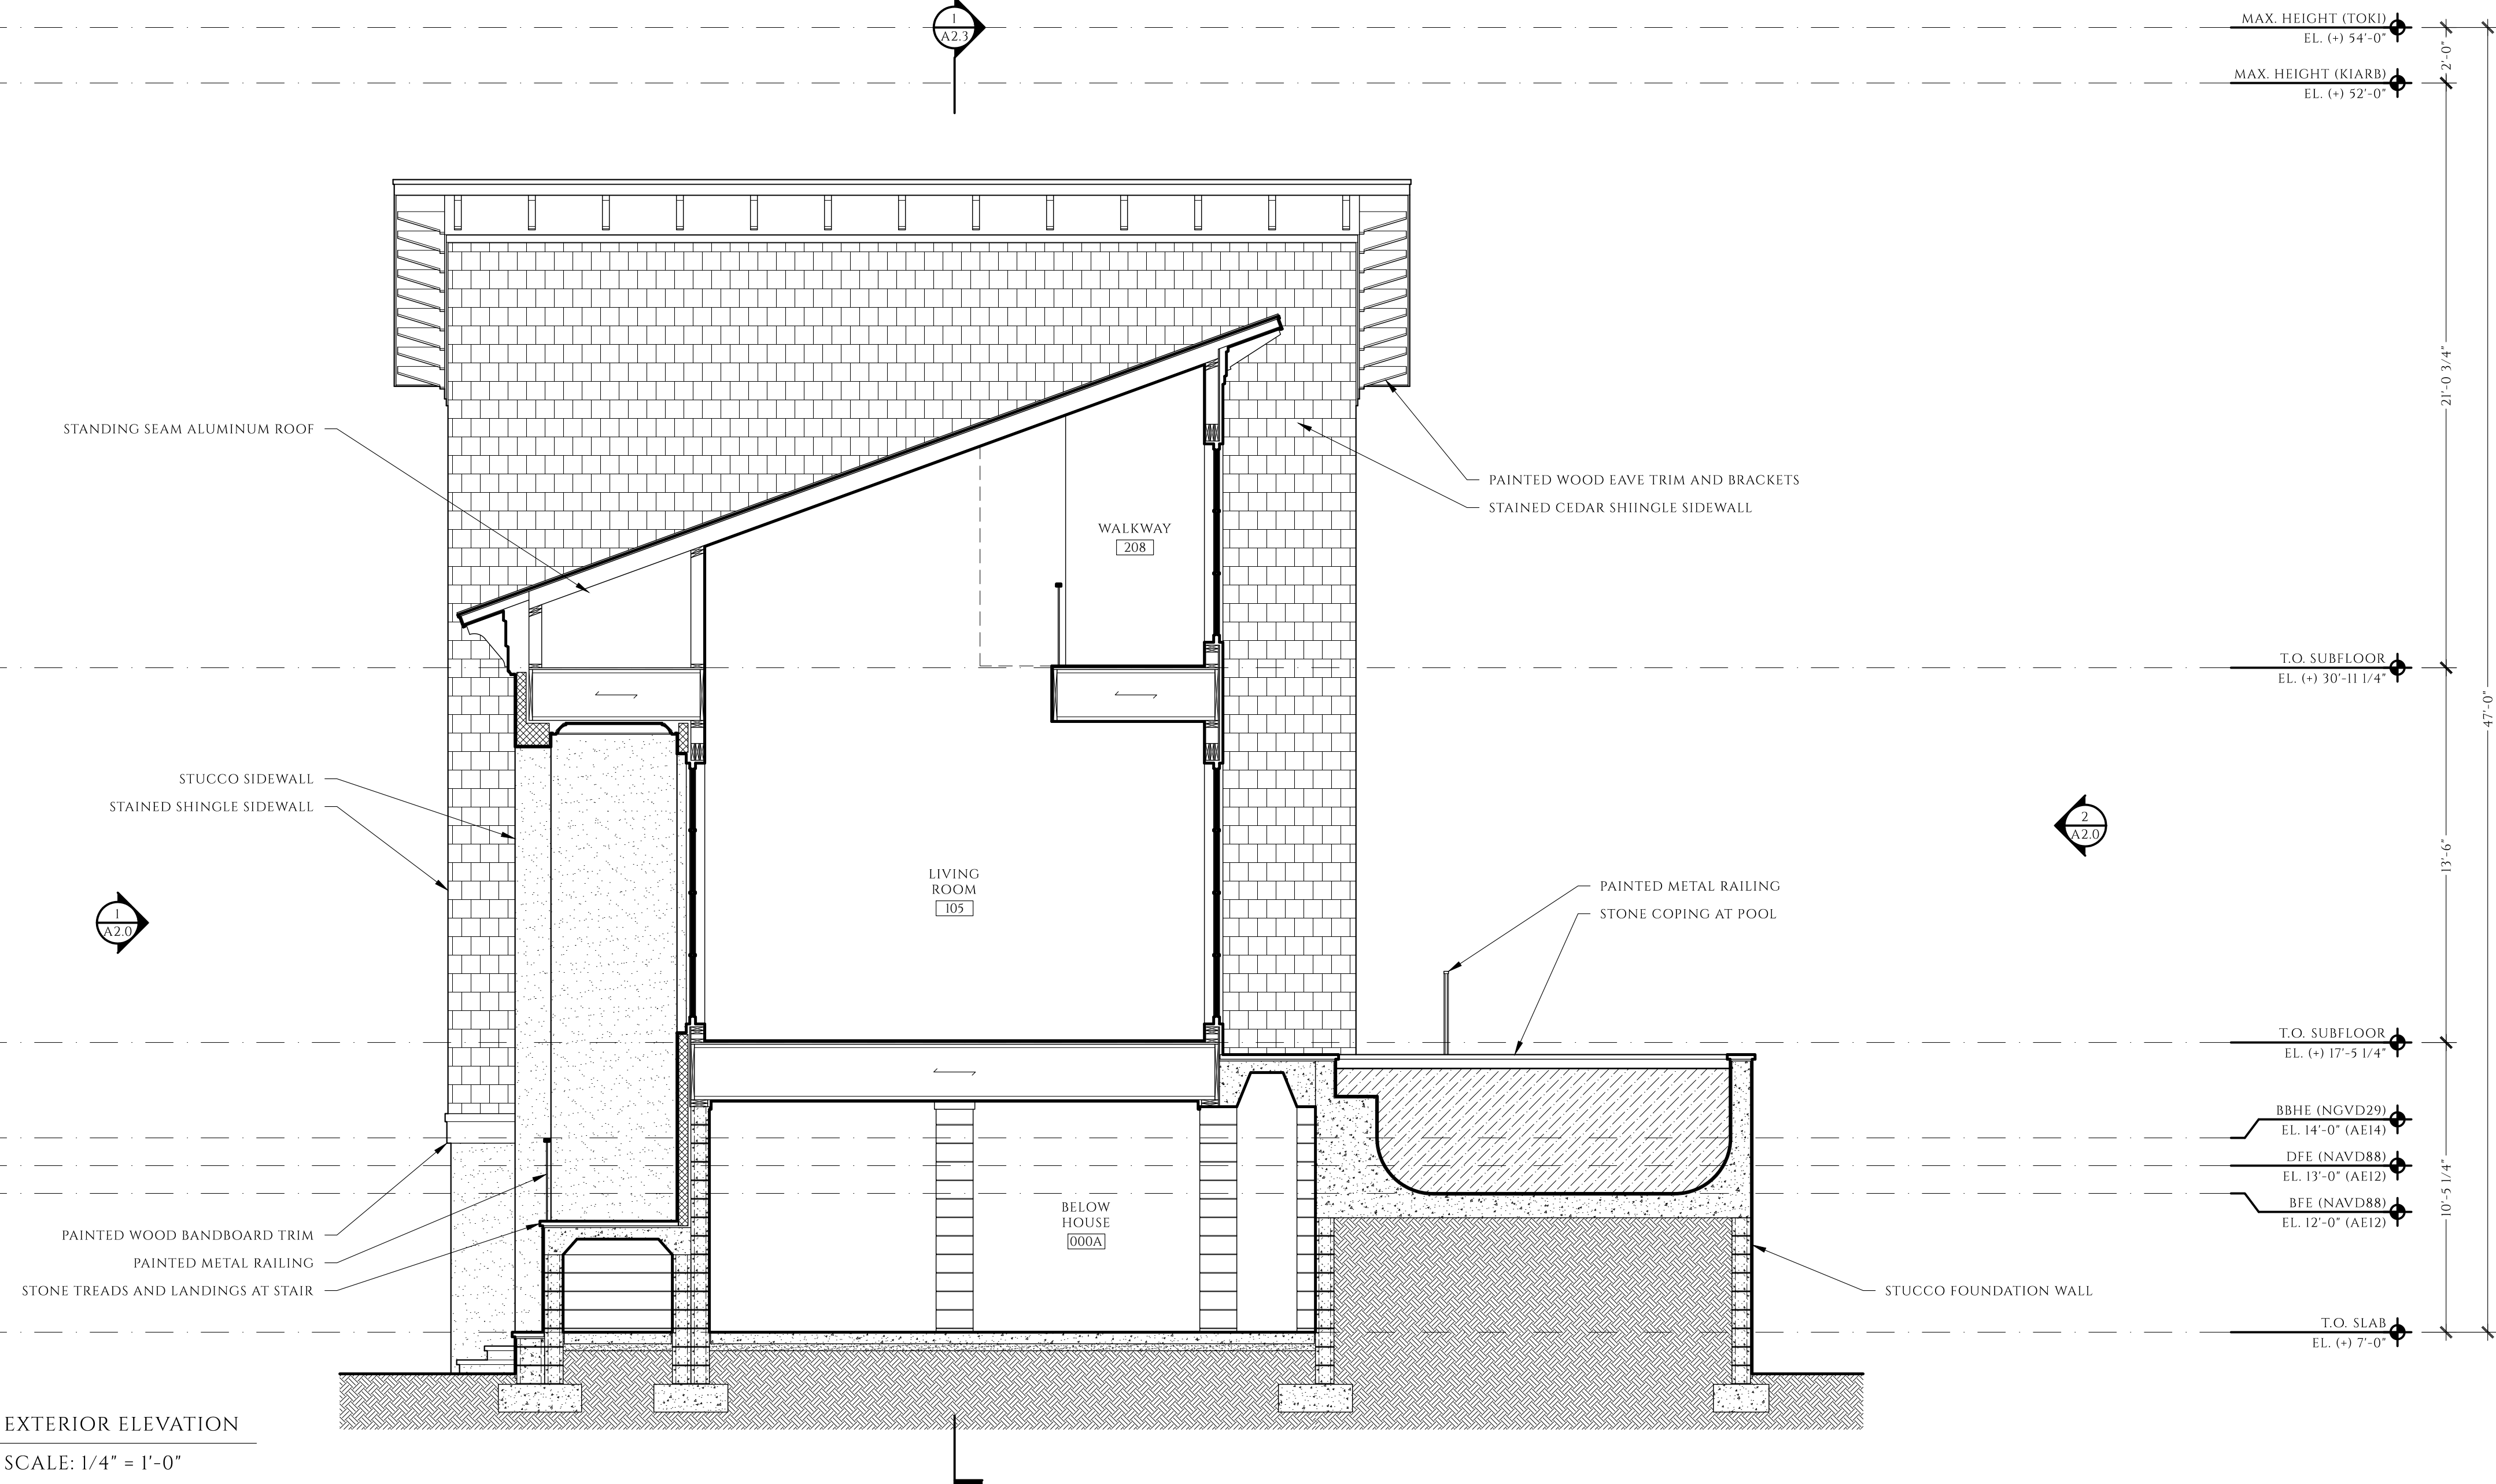 1
A2.3
MAX. HEIGHT (TOKI)
EL. (+) 54'-0"
2'-0"
MAX. HEIGHT (KIARB)
EL. (+) 52'-0"
21'-0 3/4"
STANDING SEAM ALUMINUM ROOF
PAINTED WOOD EAVE TRIM AND BRACKETS
STAINED CEDAR SHIINGLE SIDEWALL
WALKWAY
208
T.O. SUBFLOOR
EL. (+) 30'-11 1/4"
47'-0"
STUCCO SIDEWALL
STAINED SHINGLE SIDEWALL
2
A2.0
13'-6"
LIVING
ROOM
105
PAINTED METAL RAILING
STONE COPING AT POOL
1
A2.0
T.O. SUBFLOOR
EL. (+) 17'-5 1/4"
BBHE (NGVD29)
EL. 14'-0" (AE14)
DFE (NAVD88)
EL. 13'-0" (AE12)
10'-5 1/4"
BFE (NAVD88)
EL. 12'-0" (AE12)
BELOW
HOUSE
000A
PAINTED WOOD BANDBOARD TRIM
PAINTED METAL RAILING
STONE TREADS AND LANDINGS AT STAIR
STUCCO FOUNDATION WALL
T.O. SLAB
EL. (+) 7'-0"
EXTERIOR ELEVATION
SCALE: 1/4" = 1'-0"